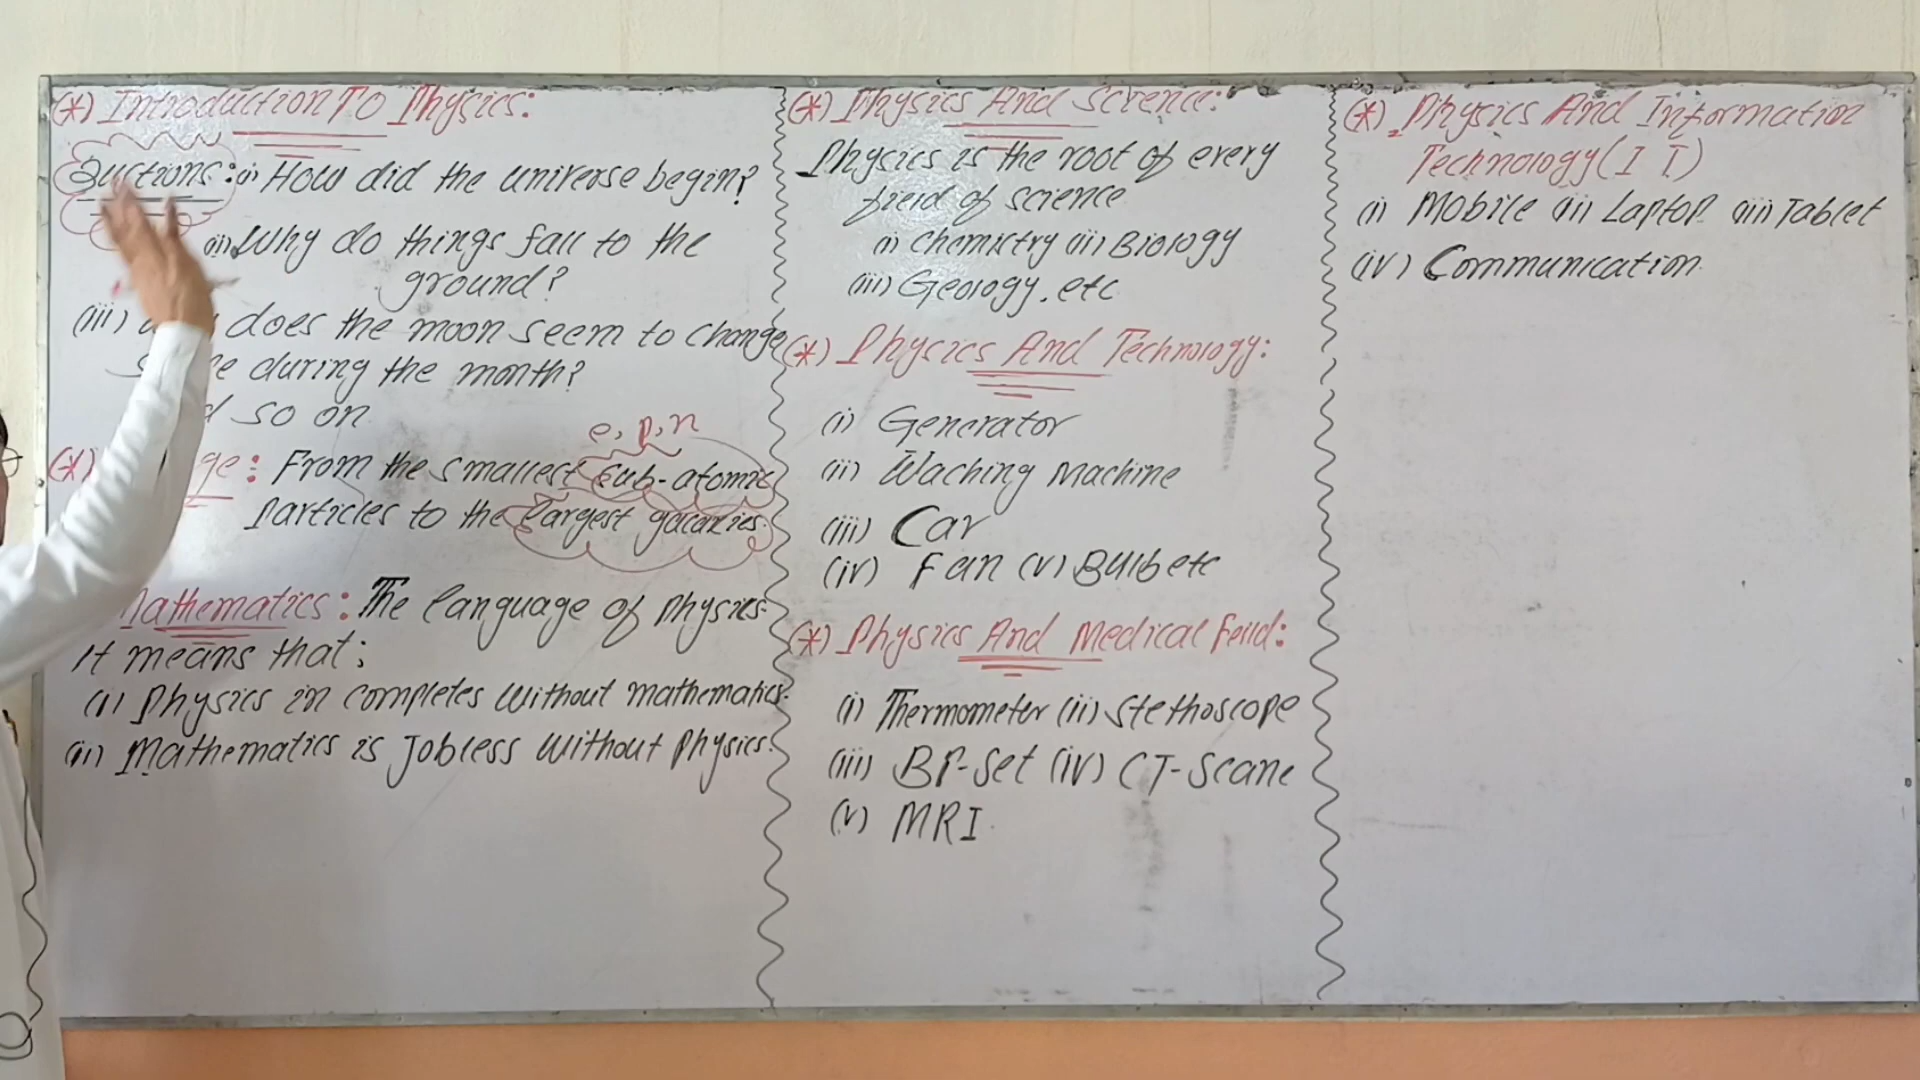 (*) Introduction To Physics:
Quctions: (i) How did the universe begin?
(ii) Why do things fall to the
ground?
(iii) does the moon seem to change
during the month?
so on
(*) : From the smallest sub-atomic
e, p, n
particles to the largest galaxies.
Mathematics: The language of physics.
It means that;
(i) Physics in completes without mathematics.
(ii) Mathematics is Jobless without physics.
(*) Physics And Science:
Physics is the root of every
field of science
(i) Chemistry (ii) Biology
(iii) Geology, etc
(*) Physics And Technology:
(i) Generator
(ii) Waching Machine
(iii) Car
(iv) Fan (v) Bulb etc
(*) Physics And Medical Feild:
(i) Thermometer (ii) Stethoscope
(iii) BP-Set (iv) CT-Scane
(v) MRI.
(*) Physics And Information
Technology (I T)
(i) Mobile (ii) Laptop (iii) Tablet
(iv) Communication